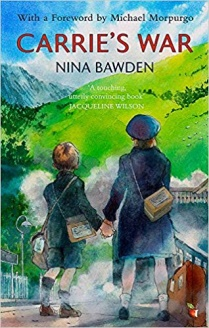 With a Foreword by Michael Morpurgo
CARRIE'S WAR
NINA BAWDEN
'A touching,
utterly convincing book'
JACQUELINE WILSON